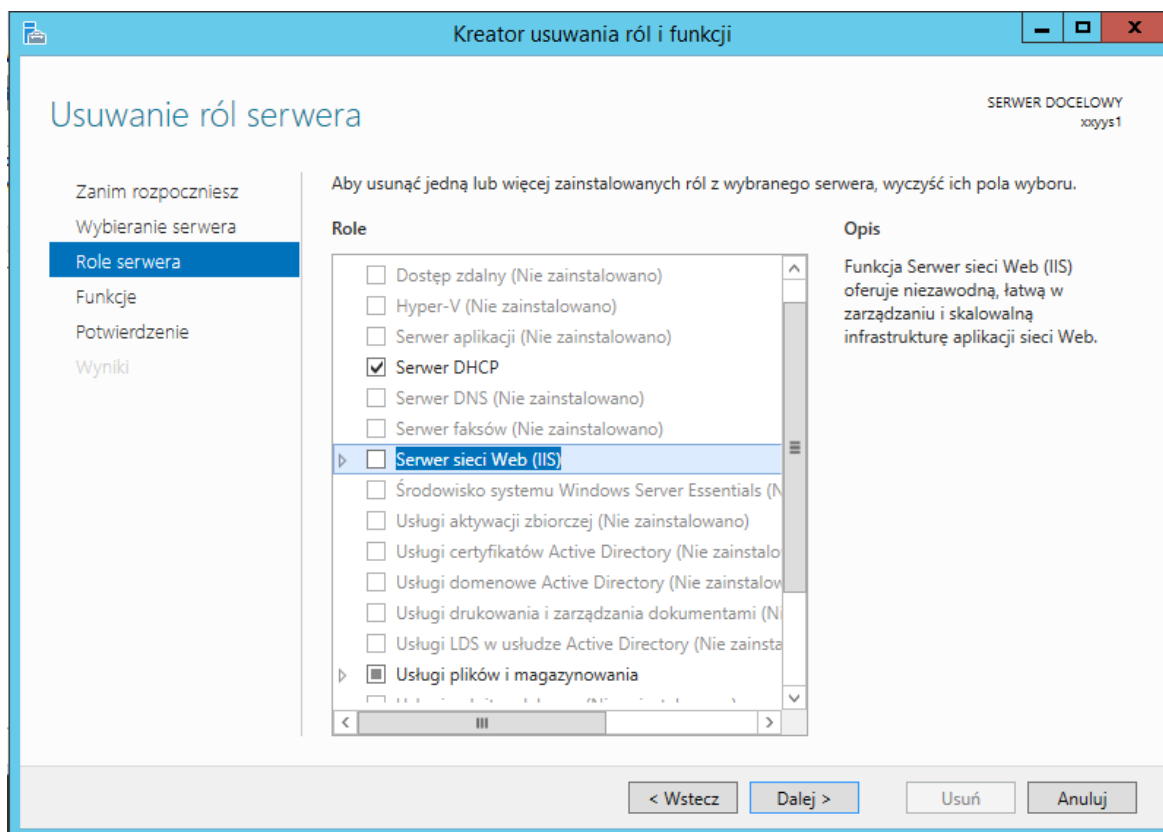 Kreator usuwania ról i funkcji
Usuwanie ról serwera
SERWER DOCELOWY
xxyys1
Zanim rozpoczniesz
Wybieranie serwera
Role serwera
Funkcje
Potwierdzenie
Wyniki
Aby usunąć jedną lub więcej zainstalowanych ról z wybranego serwera, wyczyść ich pola wyboru.
Role
Dostęp zdalny (Nie zainstalowano)
Hyper-V (Nie zainstalowano)
Serwer aplikacji (Nie zainstalowano)
Serwer DHCP
Serwer DNS (Nie zainstalowano)
Serwer faksów (Nie zainstalowano)
Serwer sieci Web (IIS)
Środowisko systemu Windows Server Essentials (N
Usługi aktywacji zbiorczej (Nie zainstalowano)
Usługi certyfikatów Active Directory (Nie zainstalo
Usługi domenowe Active Directory (Nie zainstalow
Usługi drukowania i zarządzania dokumentami (Ni
Usługi LDS w usłudze Active Directory (Nie zainsta
Usługi plików i magazynowania
Opis
Funkcja Serwer sieci Web (IIS)
oferuje niezawodną, łatwą w
zarządzaniu i skalowalną
infrastrukturę aplikacji sieci Web.
< Wstecz
Dalej >
Usuń
Anuluj